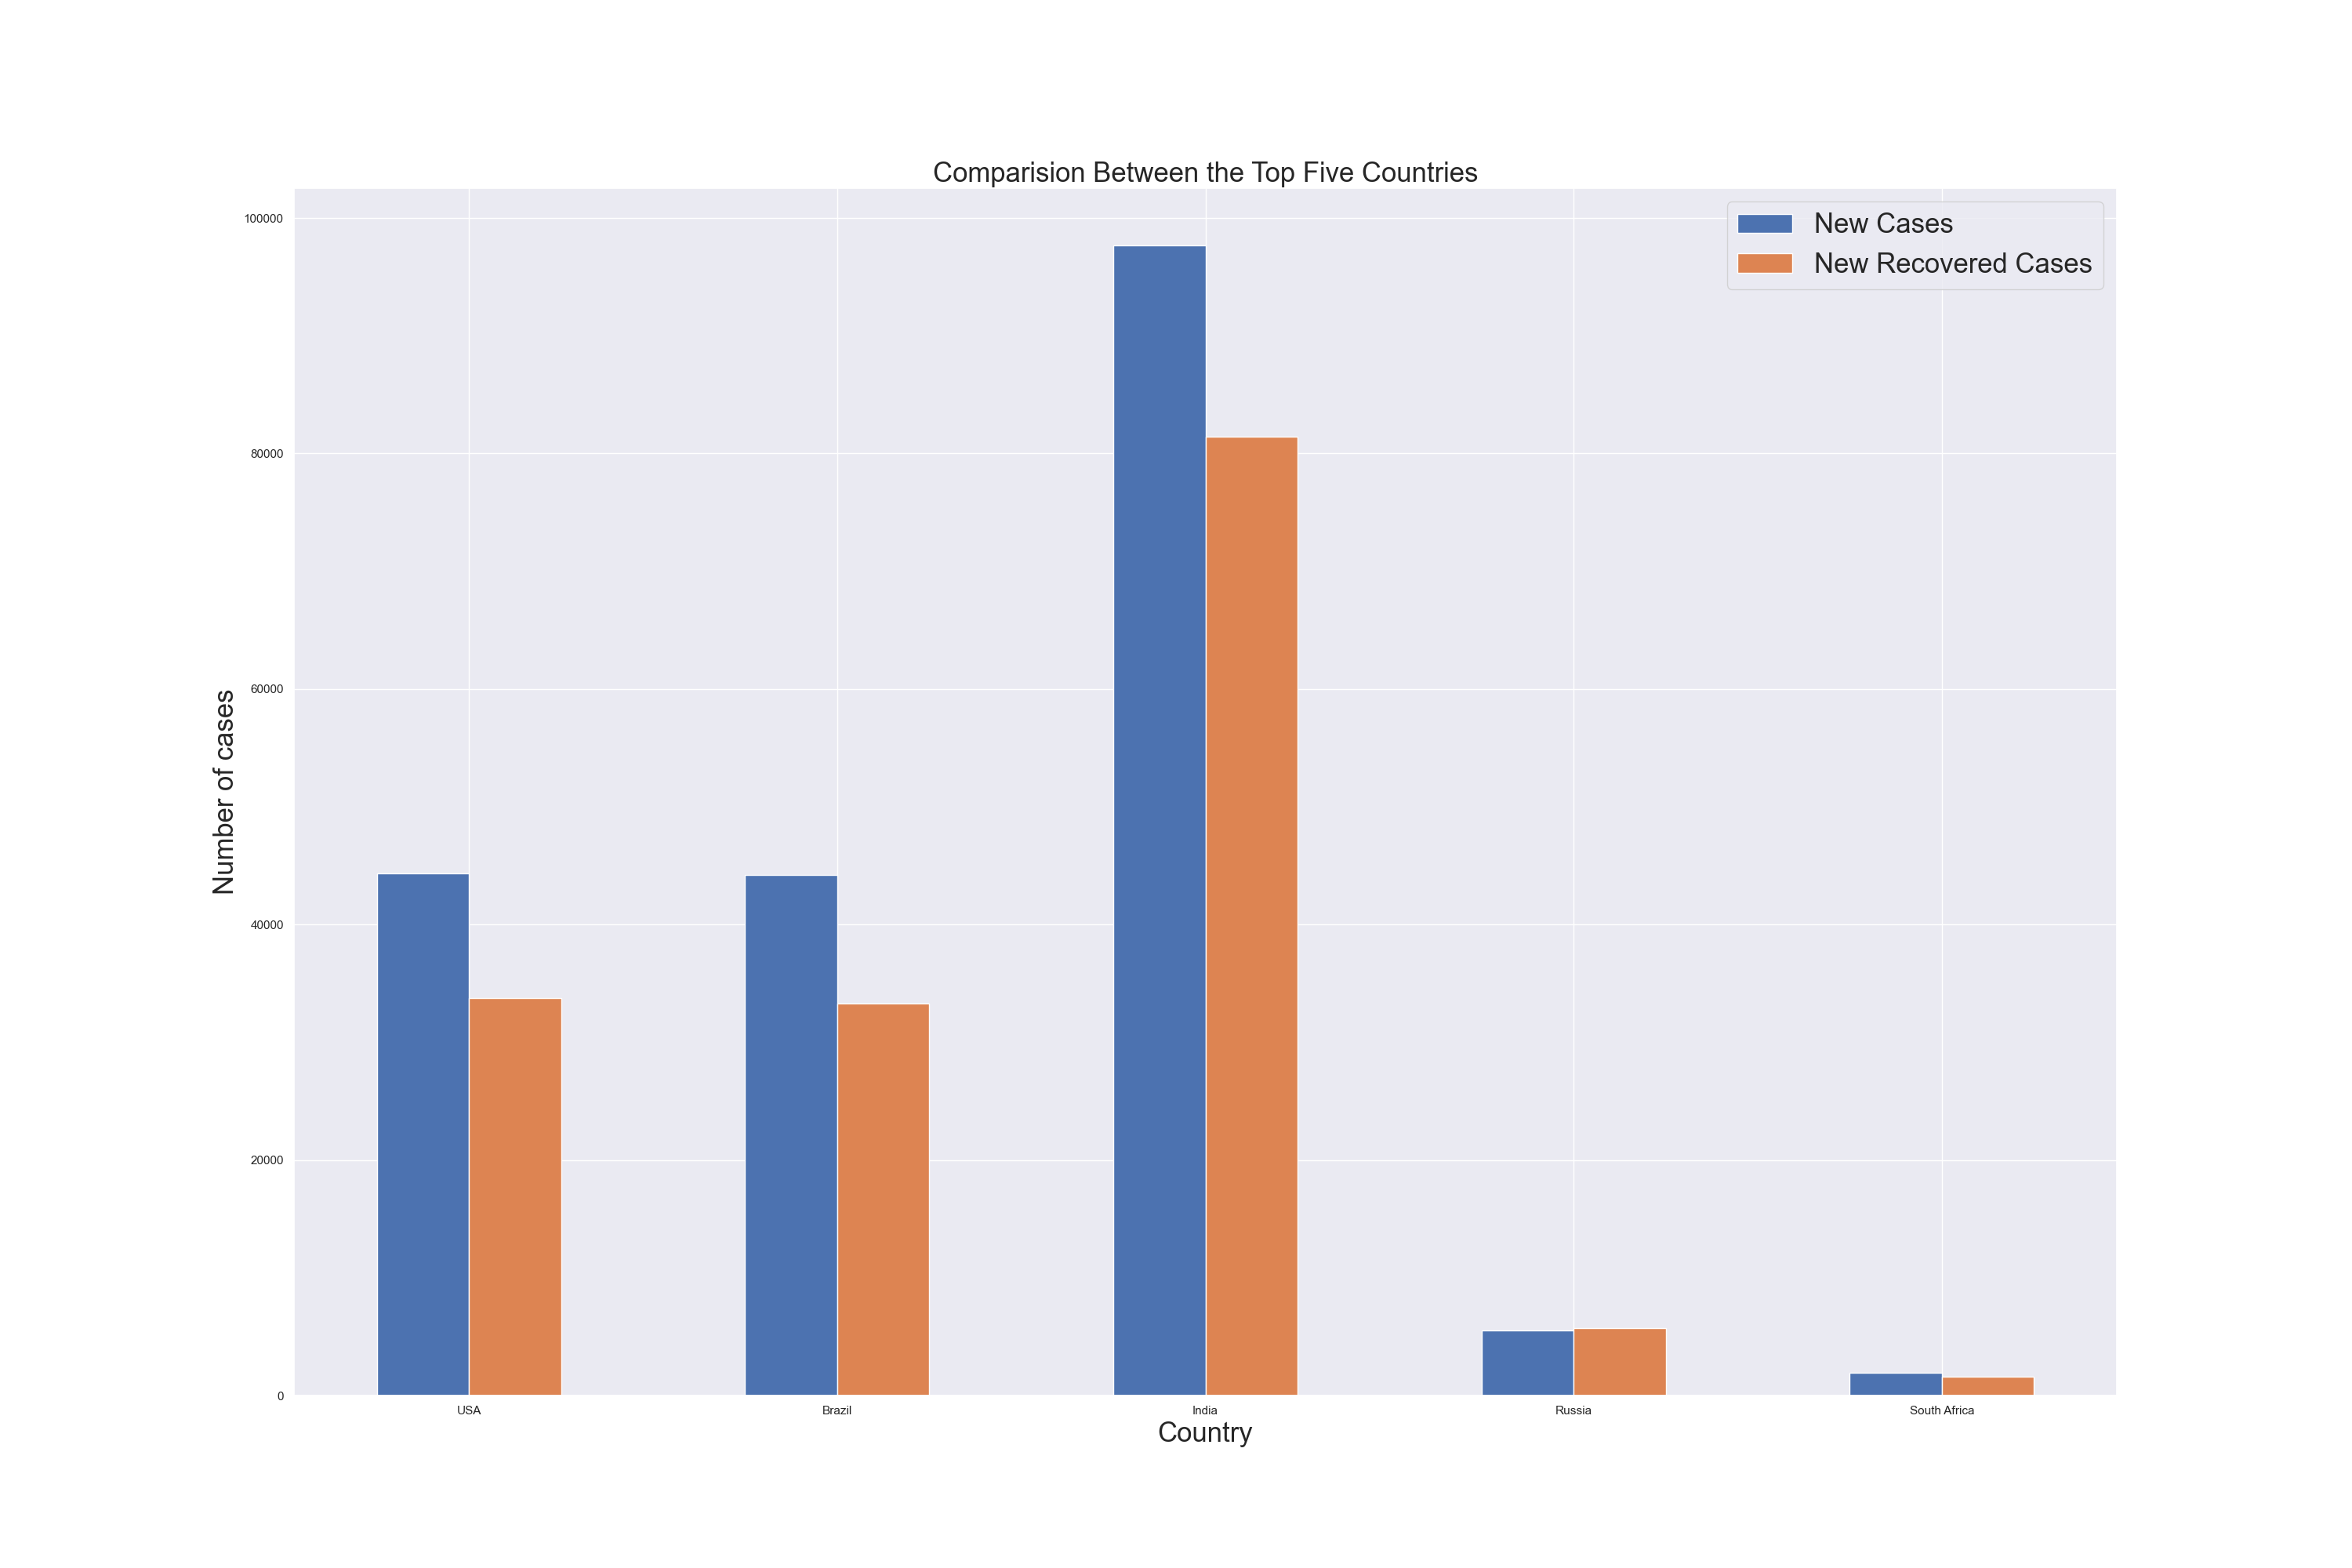 Comparision Between the Top Five Countries
New Cases
New Recovered Cases
100000
80000
60000
40000
20000
0
Number of cases
USA Brazil India Russia South Africa
Country